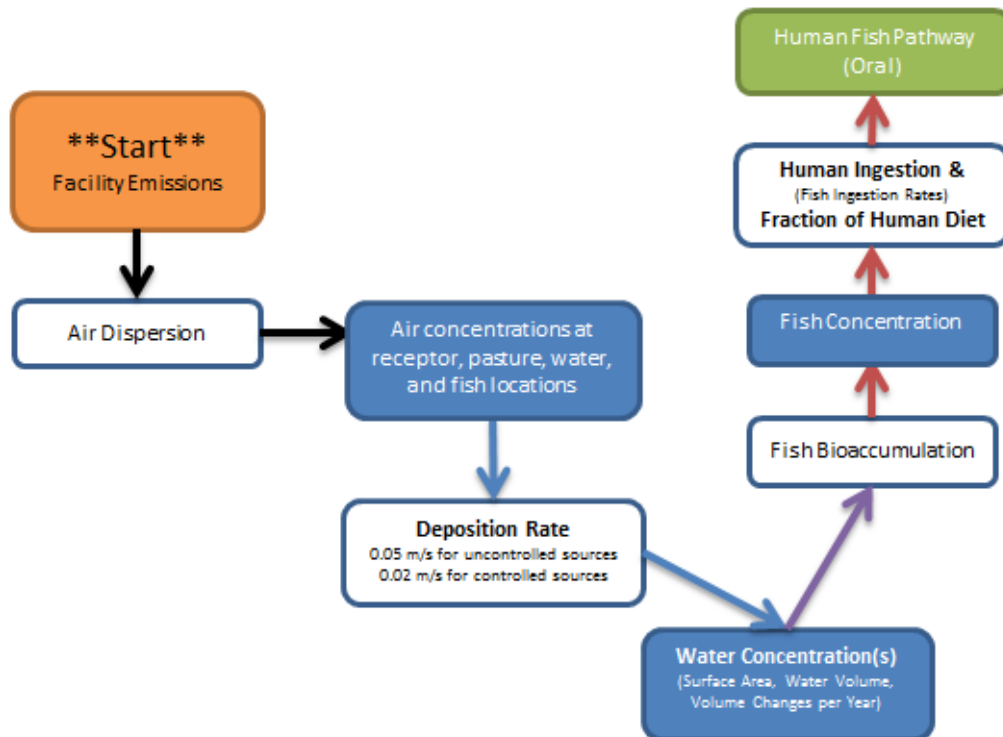 Human Fish Pathway
(Oral)
**Start**
Facility Emissions
Human Ingestion &
(Fish Ingestion Rates)
Fraction of Human Diet
Air Dispersion
Air concentrations at
receptor, pasture, water,
and fish locations
Fish Concentration
Fish Bioaccumulation
Deposition Rate
0.05 m/s for uncontrolled sources
0.02 m/s for controlled sources
Water Concentration(s)
(Surface Area, Water Volume,
Volume Changes per Year)